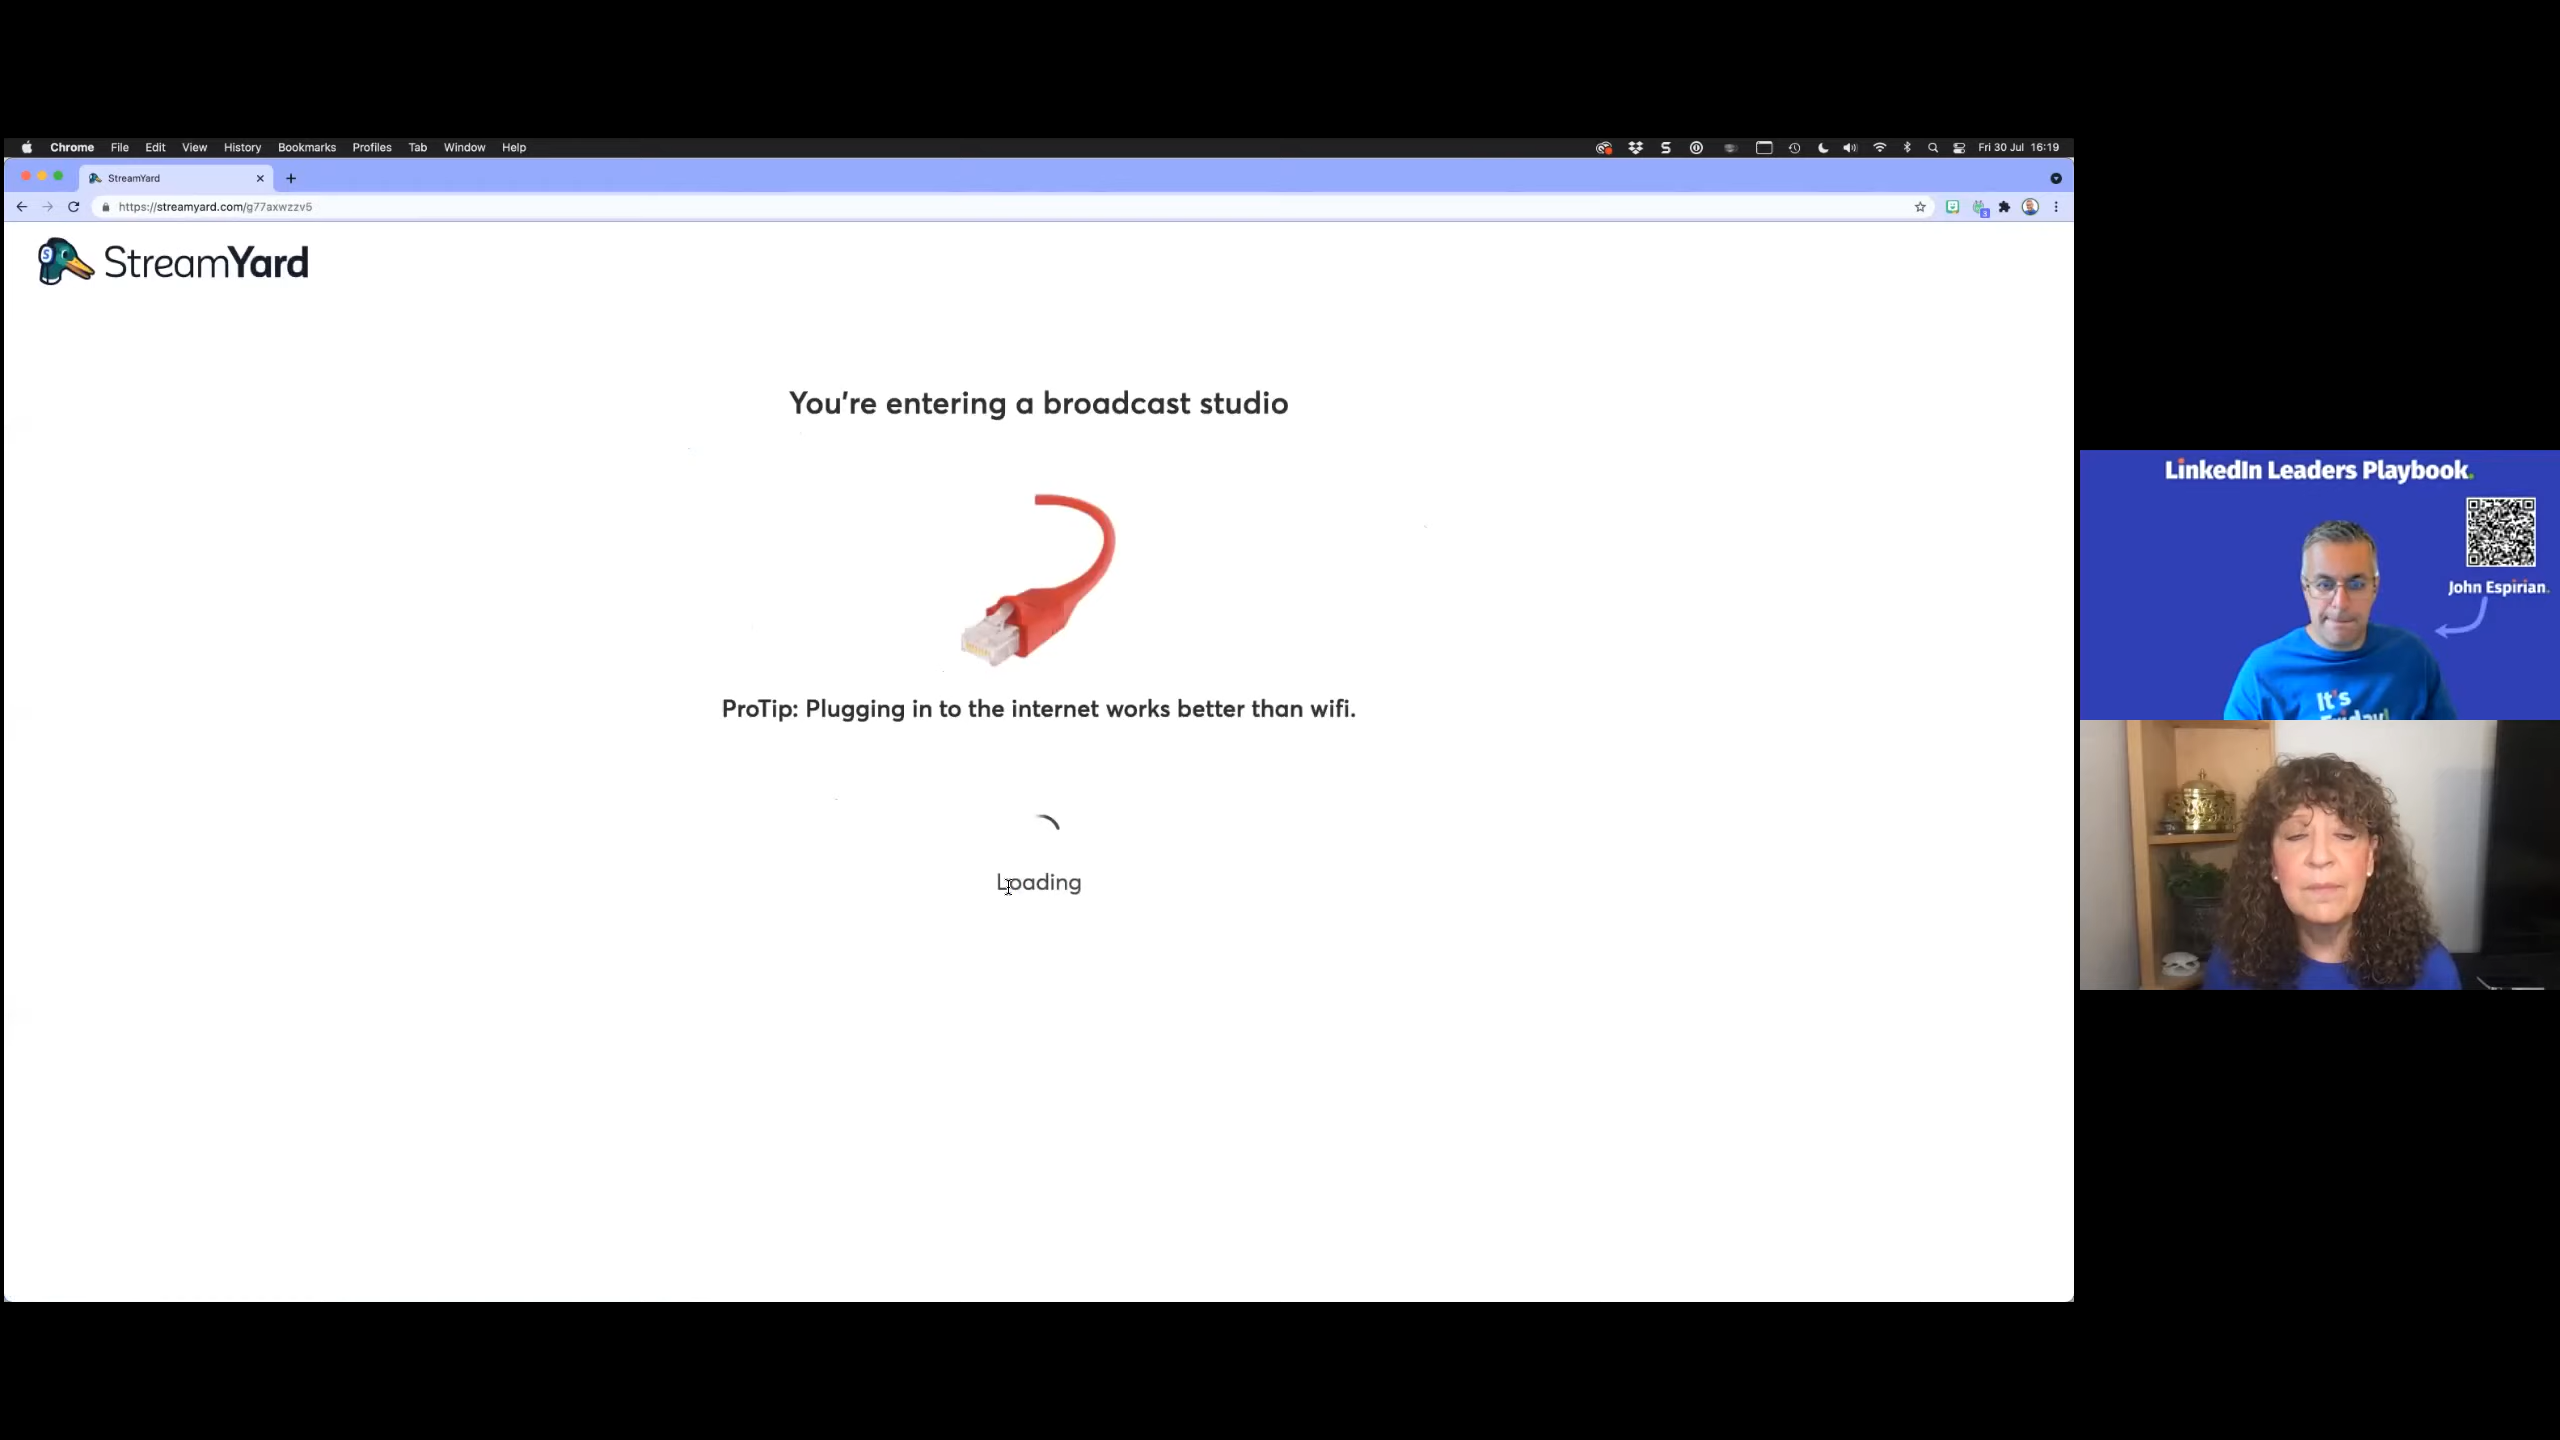 Chrome File Edit View History Bookmarks Profiles Tab Window Help
Fri 30 Jul 16:19
StreamYard
https://streamyard.com/g77axwzzv5
3
StreamYard
You're entering a broadcast studio
ProTip: Plugging in to the internet works better than wifi.
Loading
LinkedIn Leaders Playbook.
John Espirian.
It's
Friday!